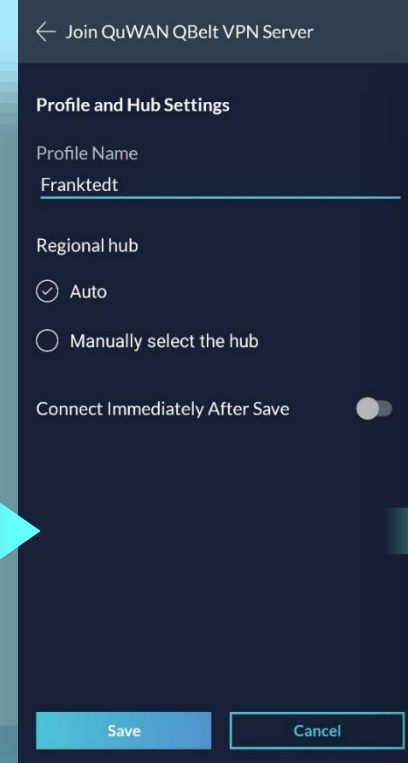 Join QuWAN QBelt VPN Server
Profile and Hub Settings
Profile Name
Franktedt
Regional hub
Auto
Manually select the hub
Connect Immediately After Save
Save
Cancel